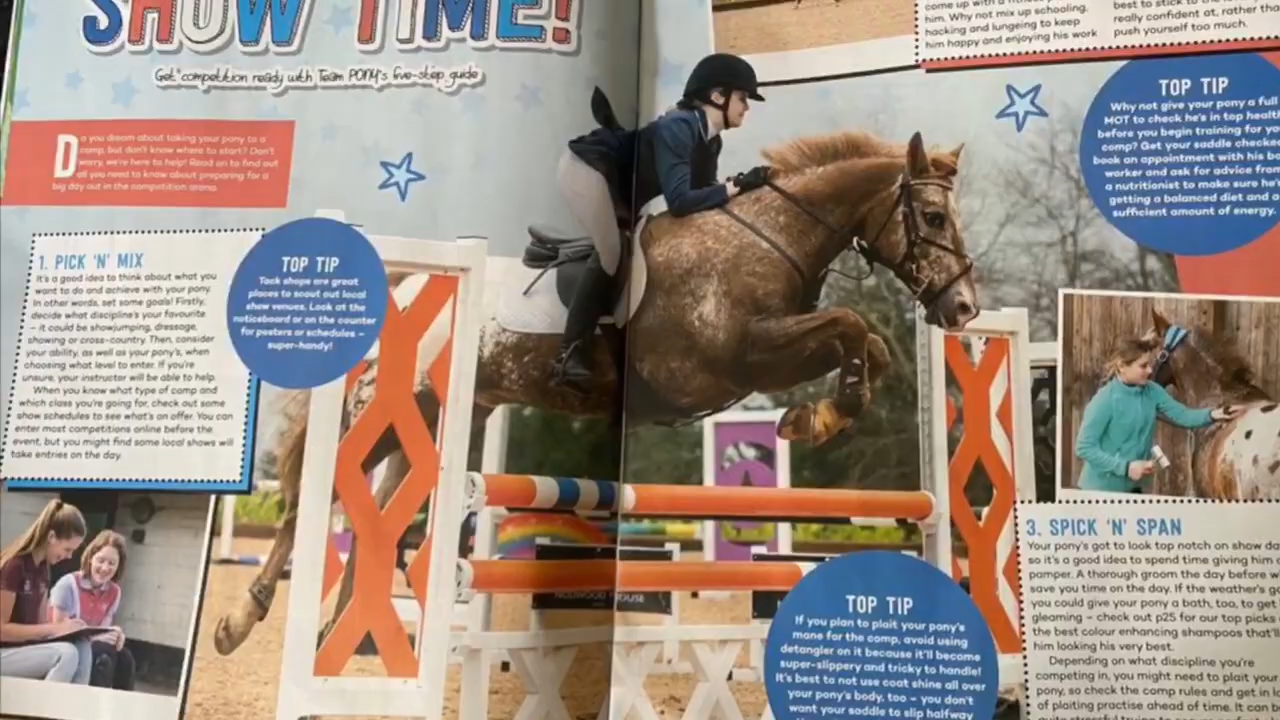 SHOW TIME!
Get competition ready with Team PONY's five-step guide
Do you dream about taking your pony to a
comp, but don't know where to start? Don't
worry, we're here to help! Read on to find out
all you need to know about preparing for a
big day out in the competition arena.
1. PICK 'N' MIX
It's a good idea to think about what you
want to do and achieve with your pony.
In other words, set some goals! Firstly,
decide what discipline's your favourite
– it could be showjumping, dressage,
showing or cross-country. Then, consider
your ability, as well as your pony's, when
choosing what level to enter. If you're
unsure, your instructor will be able to help.
When you know what type of comp and
which class you're going for, check out some
show schedules to see what's on offer. You can
enter most competitions online before the
event, but you might find some local shows will
take entries on the day.
TOP TIP
Tack shops are great
places to scout out local
show venues. Look at the
noticeboard or on the counter
for posters or schedules –
super-handy!
come up with a
him. Why not mix up schooling,
hacking and lungeing to keep
him happy and enjoying his work
best to
really confident at, rather
push yourself too much.
TOP TIP
Why not give your pony a full
MOT to check he's in top health
before you begin training for
comp? Get your saddle checked
book an appointment with his
worker and ask for advice from
a nutritionist to make sure he's
getting a balanced diet and a
sufficient amount of energy.
3. SPICK 'N' SPAN
Your pony's got to look top notch on show
so it's a good idea to spend time giving him
pamper. A thorough groom the day before
save you time on the day. If the weather's
you could give your pony a bath, too, to get
gleaming – check out p25 for our top picks
the best colour enhancing shampoos that'll
him looking his very best.
Depending on what discipline you're
competing in, you might need to plait your
pony, so check the comp rules and get in
of plaiting practise ahead of time. It can
TOP TIP
If you plan to plait your pony's
mane for the comp, avoid using
detangler on it because it'll become
super-slippery and tricky to handle!
It's best to not use coat shine all over
your pony's body, too – you don't
want your saddle to slip halfway